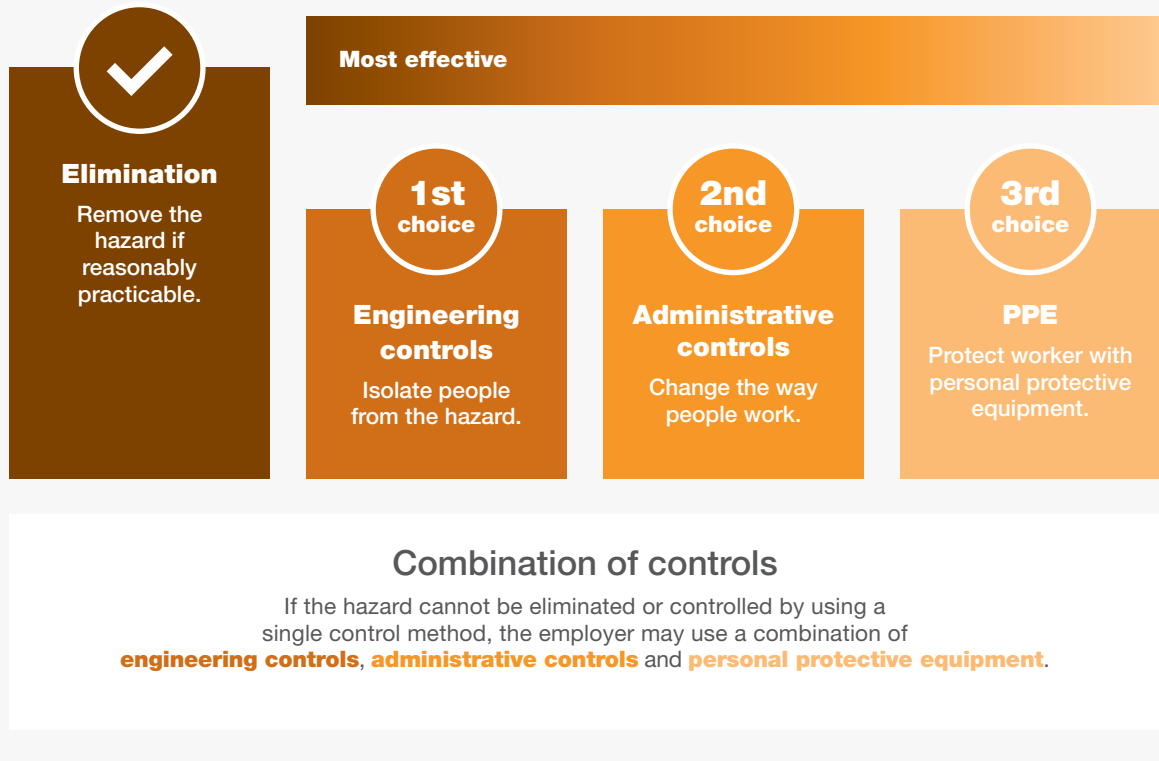 Most effective
Elimination
Remove the
hazard if
reasonably
practicable.
1st
choice
Engineering
controls
Isolate people
from the hazard.
2nd
choice
Administrative
controls
Change the way
people work.
3rd
choice
PPE
Protect worker with
personal protective
equipment.
Combination of controls
If the hazard cannot be eliminated or controlled by using a
single control method, the employer may use a combination of
engineering controls, administrative controls and personal protective equipment.